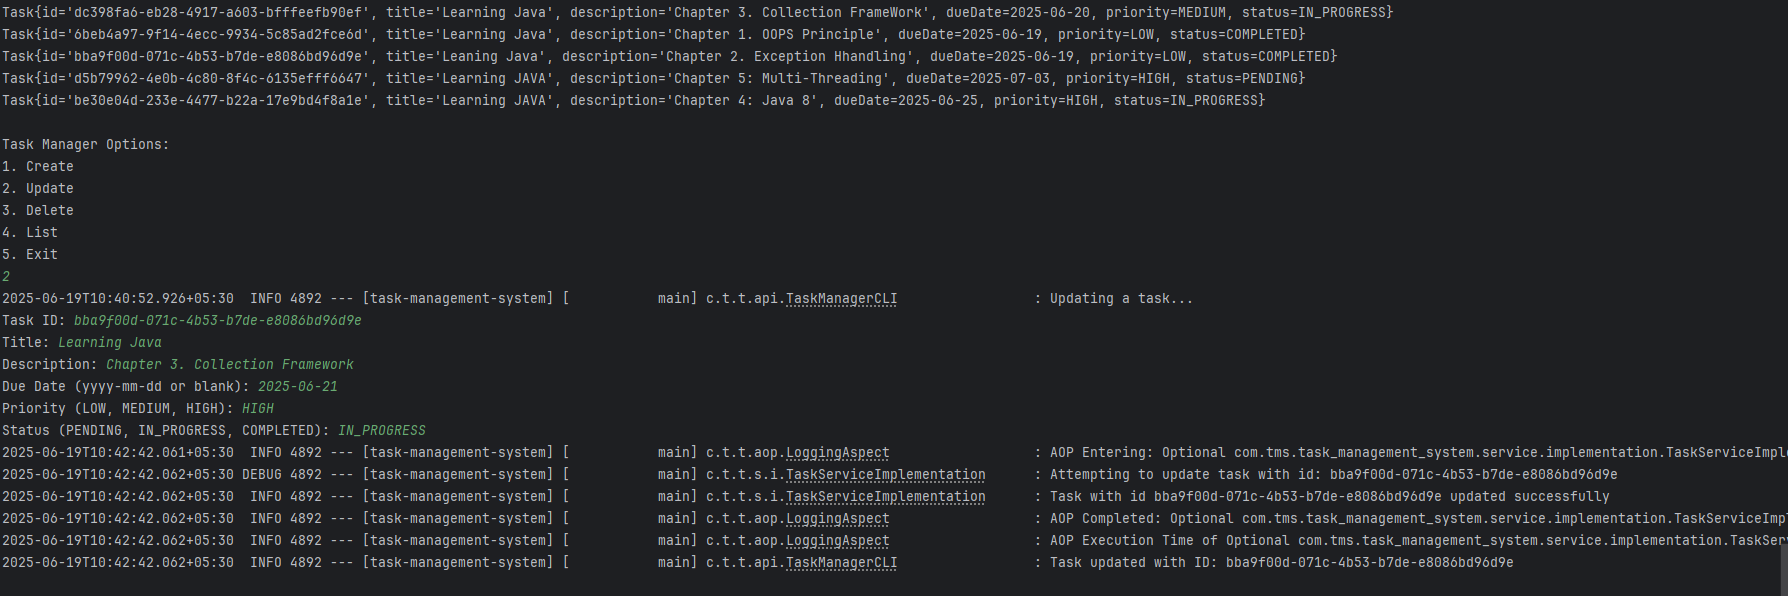 Task{id='dc398fa6-eb28-4917-a603-bfffeefb90ef', title='Learning Java', description='Chapter 3. Collection FrameWork', dueDate=2025-06-20, priority=MEDIUM, status=IN_PROGRESS}
Task{id='6beb4a97-9f14-4ecc-9934-5c85ad2fce6d', title='Learning Java', description='Chapter 1. OOPS Principle', dueDate=2025-06-19, priority=LOW, status=COMPLETED}
Task{id='bba9f00d-071c-4b53-b7de-e8086bd96d9e', title='Leaning Java', description='Chapter 2. Exception Hhandling', dueDate=2025-06-19, priority=LOW, status=COMPLETED}
Task{id='d5b79962-4e0b-4c80-8f4c-6135efff6647', title='Learning JAVA', description='Chapter 5: Multi-Threading', dueDate=2025-07-03, priority=HIGH, status=PENDING}
Task{id='be30e04d-233e-4477-b22a-17e9bd4f8a1e', title='Learning JAVA', description='Chapter 4: Java 8', dueDate=2025-06-25, priority=HIGH, status=IN_PROGRESS}
Task Manager Options:
1. Create
2. Update
3. Delete
4. List
5. Exit
2
2025-06-19T10:40:52.926+05:30  INFO 4892 --- [task-management-system] [           main] c.t.t.api.TaskManagerCLI                 : Updating a task...
Task ID: bba9f00d-071c-4b53-b7de-e8086bd96d9e
Title: Learning Java
Description: Chapter 3. Collection Framework
Due Date (yyyy-mm-dd or blank): 2025-06-21
Priority (LOW, MEDIUM, HIGH): HIGH
Status (PENDING, IN_PROGRESS, COMPLETED): IN_PROGRESS
2025-06-19T10:42:42.061+05:30  INFO 4892 --- [task-management-system] [           main] c.t.t.aop.LoggingAspect                  : AOP Entering: Optional com.tms.task_management_system.service.implementation.TaskServiceImpl
2025-06-19T10:42:42.062+05:30 DEBUG 4892 --- [task-management-system] [           main] c.t.t.s.i.TaskServiceImplementation      : Attempting to update task with id: bba9f00d-071c-4b53-b7de-e8086bd96d9e
2025-06-19T10:42:42.062+05:30  INFO 4892 --- [task-management-system] [           main] c.t.t.s.i.TaskServiceImplementation      : Task with id bba9f00d-071c-4b53-b7de-e8086bd96d9e updated successfully
2025-06-19T10:42:42.062+05:30  INFO 4892 --- [task-management-system] [           main] c.t.t.aop.LoggingAspect                  : AOP Completed: Optional com.tms.task_management_system.service.implementation.TaskServiceImp
2025-06-19T10:42:42.062+05:30  INFO 4892 --- [task-management-system] [           main] c.t.t.aop.LoggingAspect                  : AOP Execution Time of Optional com.tms.task_management_system.service.implementation.TaskServ
2025-06-19T10:42:42.062+05:30  INFO 4892 --- [task-management-system] [           main] c.t.t.api.TaskManagerCLI                 : Task updated with ID: bba9f00d-071c-4b53-b7de-e8086bd96d9e